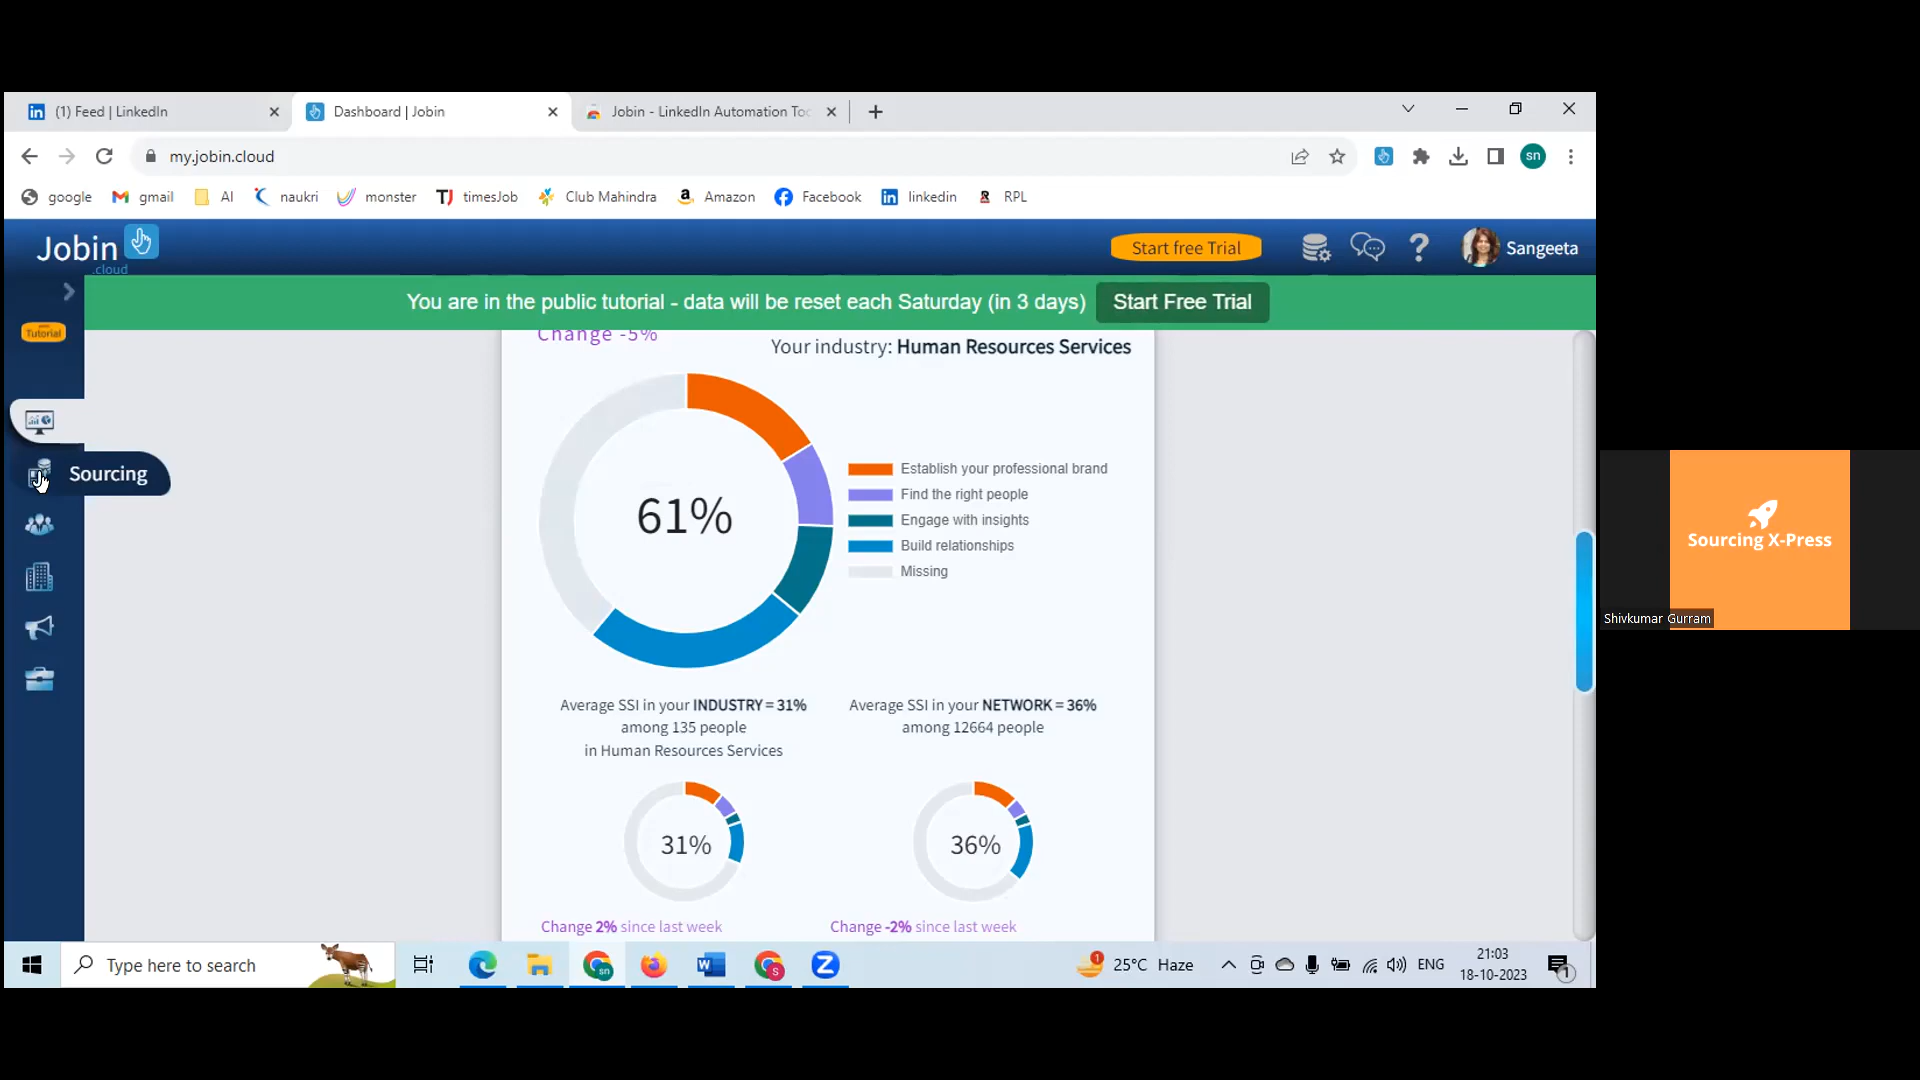 (1) Feed | LinkedIn
Dashboard | Jobin
Jobin - LinkedIn Automation Too
my.jobin.cloud
sn
google
gmail
AI
naukri
monster
TJ timesJob
Club Mahindra
Amazon
Facebook
linkedin
RPL
Jobin
.cloud
Start free Trial
Sangeeta
You are in the public tutorial - data will be reset each Saturday (in 3 days)
Start Free Trial
Tutorial
Change -5%
Your industry: Human Resources Services
Sourcing
61%
Establish your professional brand
Find the right people
Engage with insights
Build relationships
Missing
Average SSI in your INDUSTRY = 31%
among 135 people
in Human Resources Services
Average SSI in your NETWORK = 36%
among 12664 people
31%
36%
Change 2% since last week
Change -2% since last week
Sourcing X-Press
Shivkumar Gurram
Type here to search
1
25°C Haze
ENG
21:03
18-10-2023
1